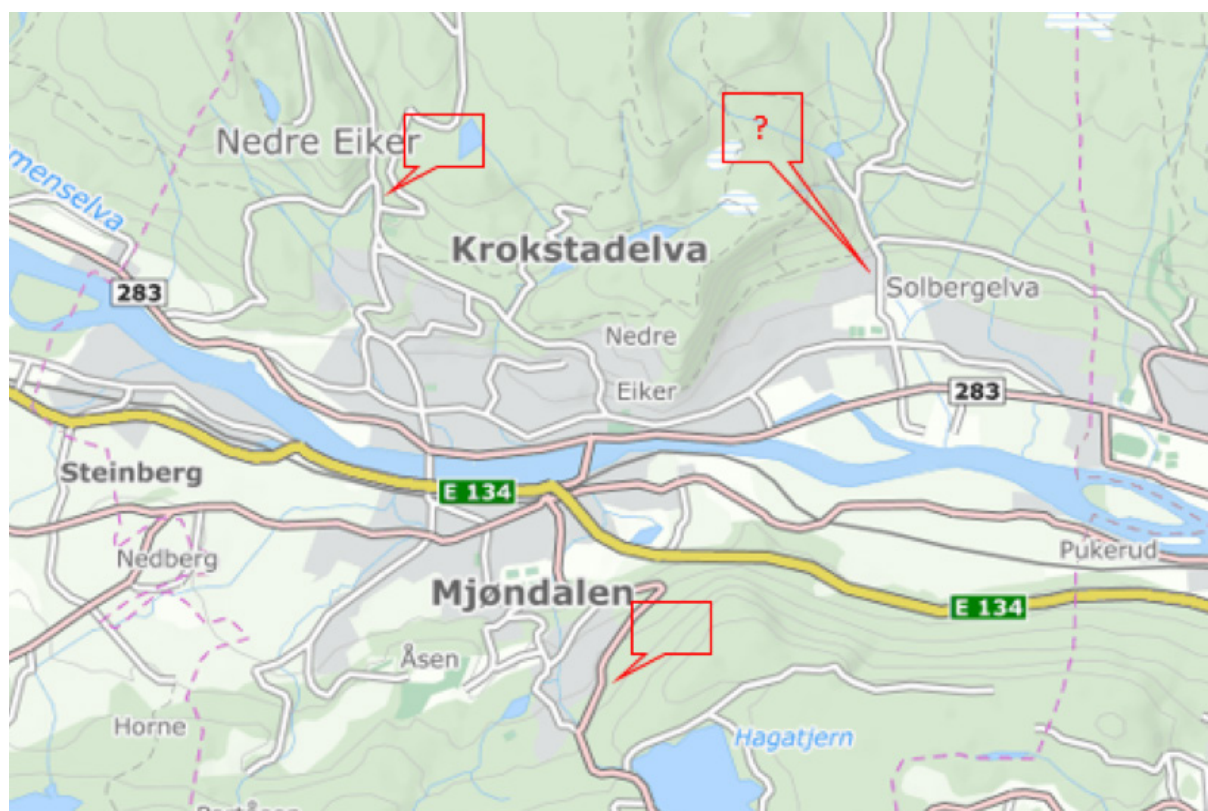 Nedre Eiker
?
menselva
Krokstadelva
283
Solbergelva
Nedre
Eiker
283
Steinberg
E 134
Nedberg
Pukerud
Mjøndalen
E 134
Åsen
Horne
Hagatjern